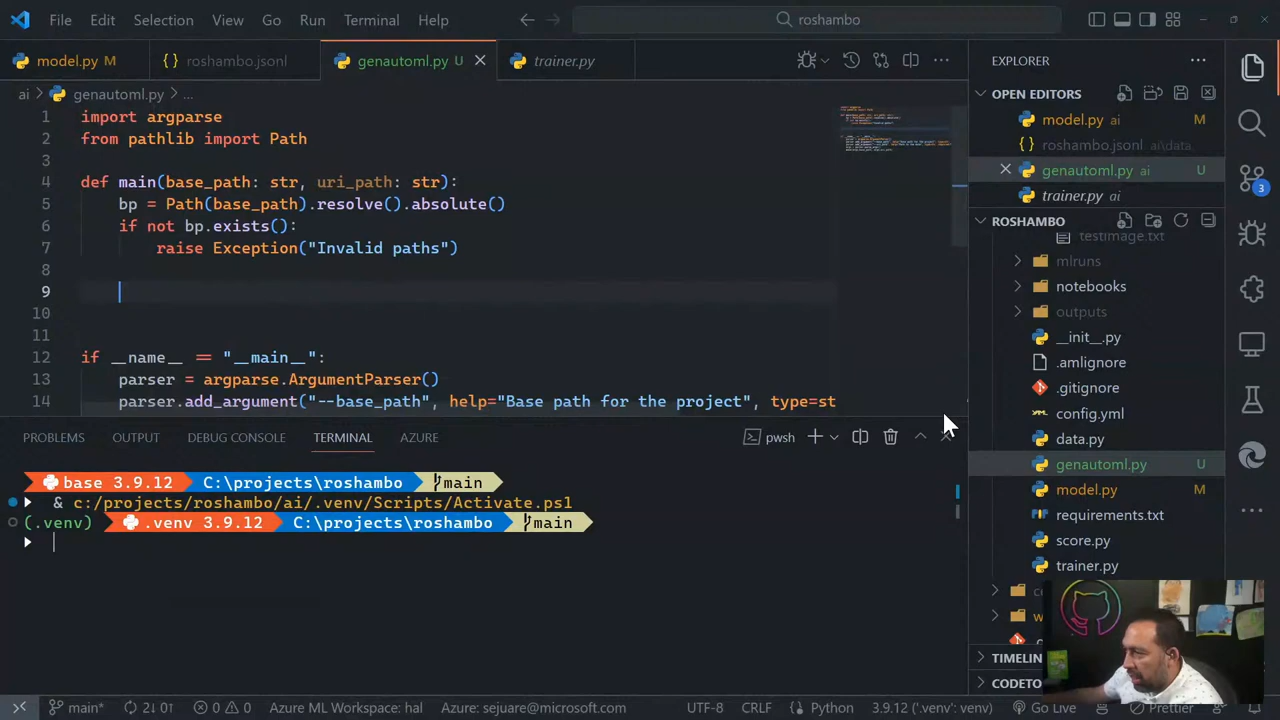 File Edit Selection View Go Run Terminal Help
roshambo
model.py M
roshambo.jsonl
genautoml.py U
trainer.py
ai > genautoml.py > ...
1 import argparse
2 from pathlib import Path
3
4 def main(base_path: str, uri_path: str):
5 bp = Path(base_path).resolve().absolute()
6 if not bp.exists():
7 raise Exception("Invalid paths")
8
9
10
11
12 if __name__ == "__main__":
13 parser = argparse.ArgumentParser()
14 parser.add_argument("--base_path", help="Base path for the project", type=st
PROBLEMS OUTPUT DEBUG CONSOLE TERMINAL AZURE
pwsh
base 3.9.12 C:\projects\roshambo main
& c:/projects/roshambo/ai/.venv/Scripts/Activate.ps1
(.venv) .venv 3.9.12 C:\projects\roshambo main
EXPLORER
OPEN EDITORS
model.py M
roshambo.jsonl ai\data
genautoml.py ai U
trainer.py ai
ROSHAMBO
testimage.txt
mlruns
notebooks
outputs
__init__.py
.amlignore
.gitignore
config.yml
data.py
genautoml.py U
model.py M
requirements.txt
score.py
trainer.py
TIMELIN
CODETO
3
main* 2↓ 0↑ 0 0 Azure ML Workspace: hal Azure: sejuare@microsoft.com UTF-8 CRLF Python 3.9.12 ('.venv': venv) Go Live Prettier